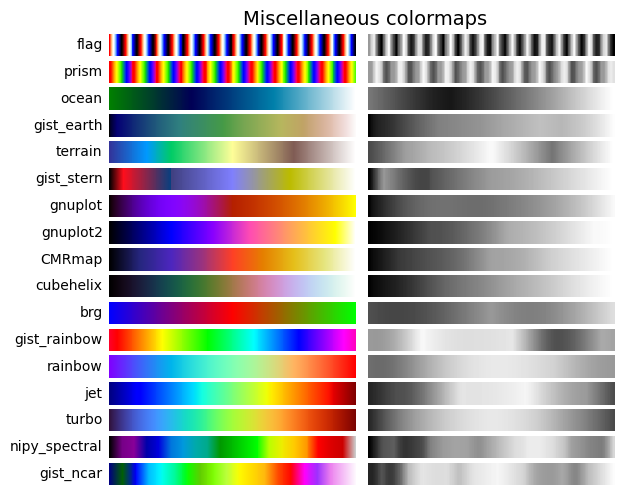 Miscellaneous colormaps
flag
prism
ocean
gist_earth
terrain
gist_stern
gnuplot
gnuplot2
CMRmap
cubehelix
brg
gist_rainbow
rainbow
jet
turbo
nipy_spectral
gist_ncar